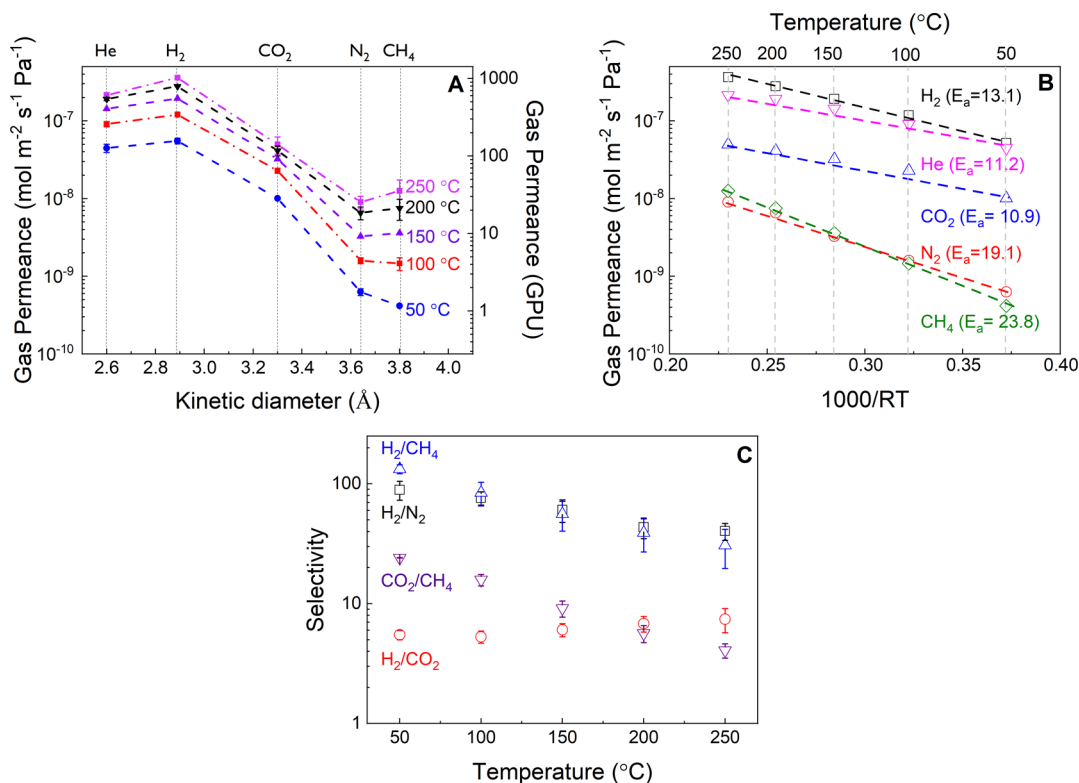 He H2 CO2 N2 CH4
A
Gas Permeance (mol m-2 s-1 Pa-1)
10-7
10-8
10-9
10-10
1000
100
10
1
Gas Permeance (GPU)
250 °C
200 °C
150 °C
100 °C
50 °C
2.6 2.8 3.0 3.2 3.4 3.6 3.8 4.0
Kinetic diameter (Å)
Temperature (°C)
250 200 150 100 50
B
Gas Permeance (mol m-2 s-1 Pa-1)
10-7
10-8
10-9
10-10
H2 (Ea=13.1)
He (Ea=11.2)
CO2 (Ea= 10.9)
N2 (Ea=19.1)
CH4 (Ea= 23.8)
0.20 0.25 0.30 0.35 0.40
1000/RT
C
Selectivity
100
10
1
H2/CH4
H2/N2
CO2/CH4
H2/CO2
50 100 150 200 250
Temperature (°C)